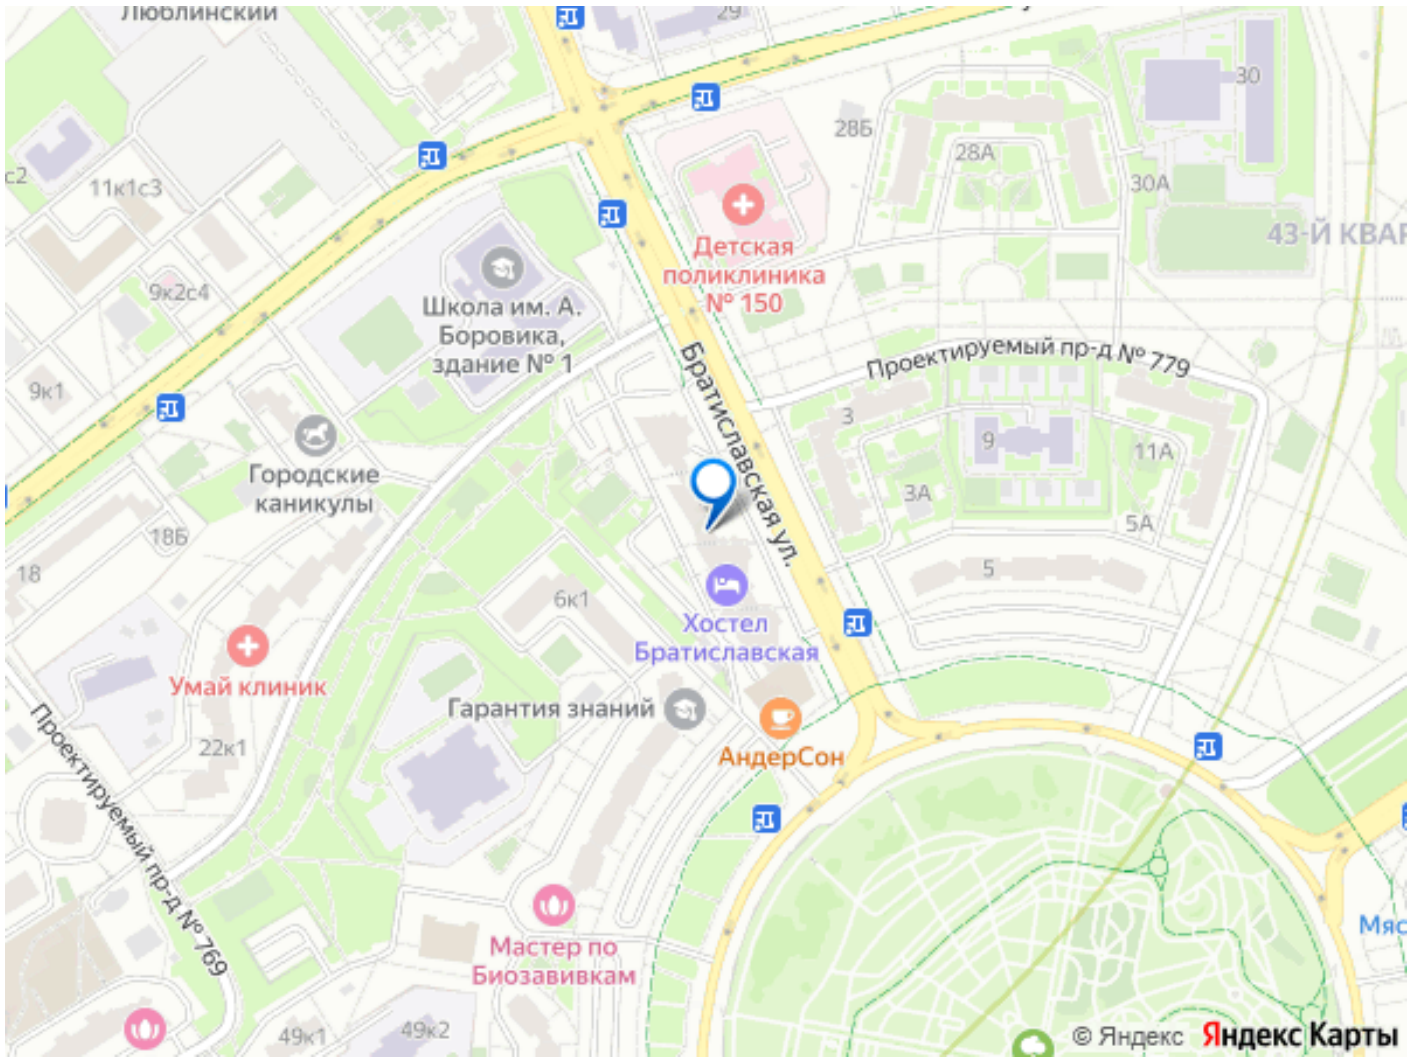 Люблинский
29
30
28Б
28А
30А
с2
11к1с3
43-Й КВАР
Детская
поликлиника
№ 150
9к2с4
Школа им. А.
Боровика,
здание № 1
Братиславская ул.
Проектируемый пр-д № 779
9к1
3
9
11А
Городские
каникулы
3А
5А
18Б
18
5
6к1
Хостел
Братиславская
Умай клиник
Гарантия знаний
22к1
АндерСон
Проектируемый пр-д № 769
Мастер по
Биозавивкам
Мяс
49к1
49к2
© Яндекс Яндекс Карты